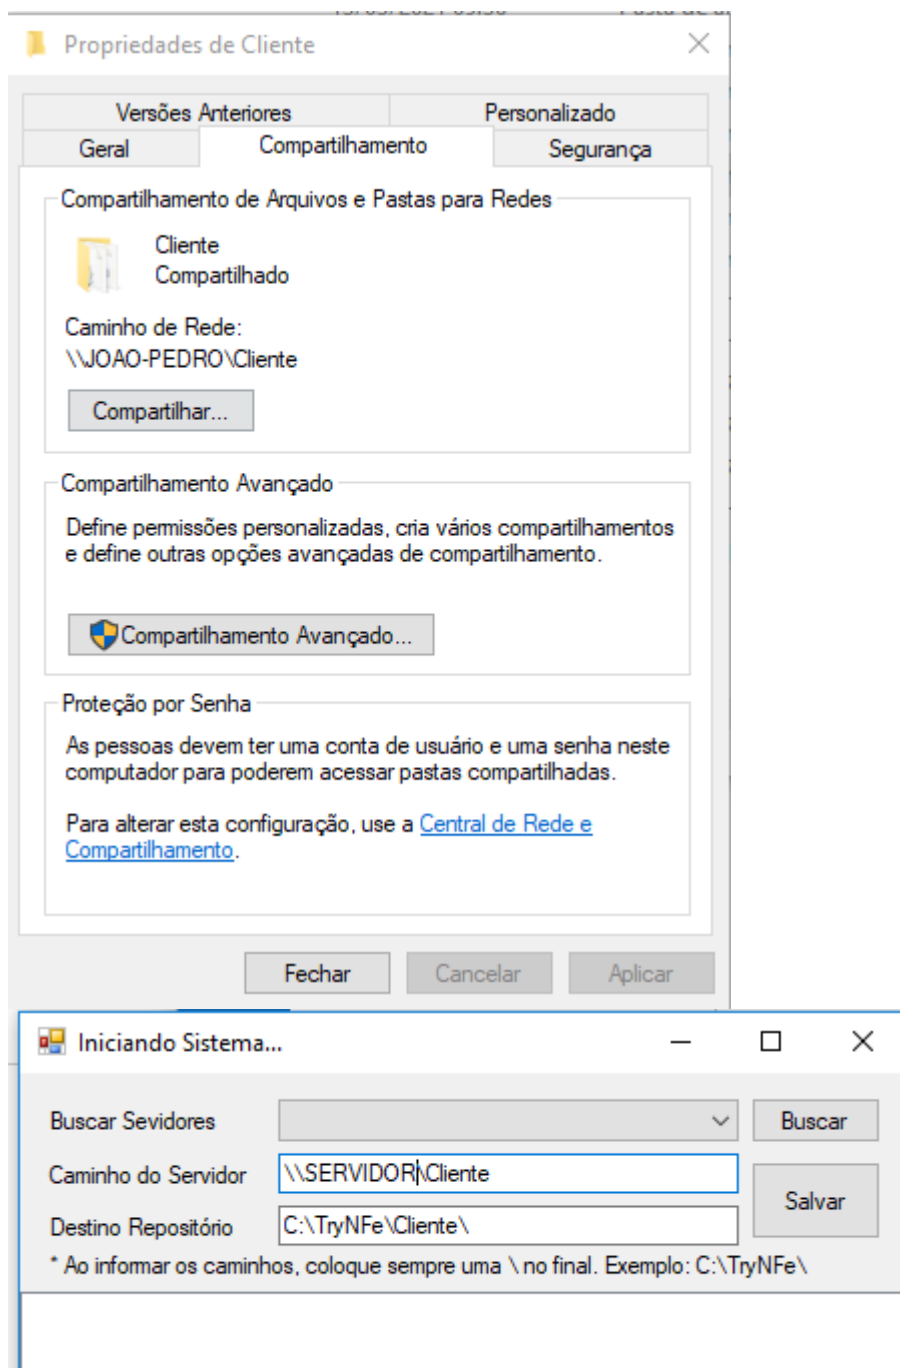 Propriedades de Cliente
Versões Anteriores
Personalizado
Geral
Compartilhamento
Segurança
Compartilhamento de Arquivos e Pastas para Redes
Cliente
Compartilhado
Caminho de Rede:
\\JOAO-PEDRO\Cliente
Compartilhar...
Compartilhamento Avançado
Define permissões personalizadas, cria vários compartilhamentos
e define outras opções avançadas de compartilhamento.
Compartilhamento Avançado...
Proteção por Senha
As pessoas devem ter uma conta de usuário e uma senha neste
computador para poderem acessar pastas compartilhadas.
Para alterar esta configuração, use a Central de Rede e
Compartilhamento.
Fechar
Cancelar
Aplicar
Iniciando Sistema...
Buscar Sevidores
Buscar
Caminho do Servidor
\\SERVIDOR\Cliente
Salvar
Destino Repositório
C:\TryNFe\Cliente\
* Ao informar os caminhos, coloque sempre uma \ no final. Exemplo: C:\TryNFe\